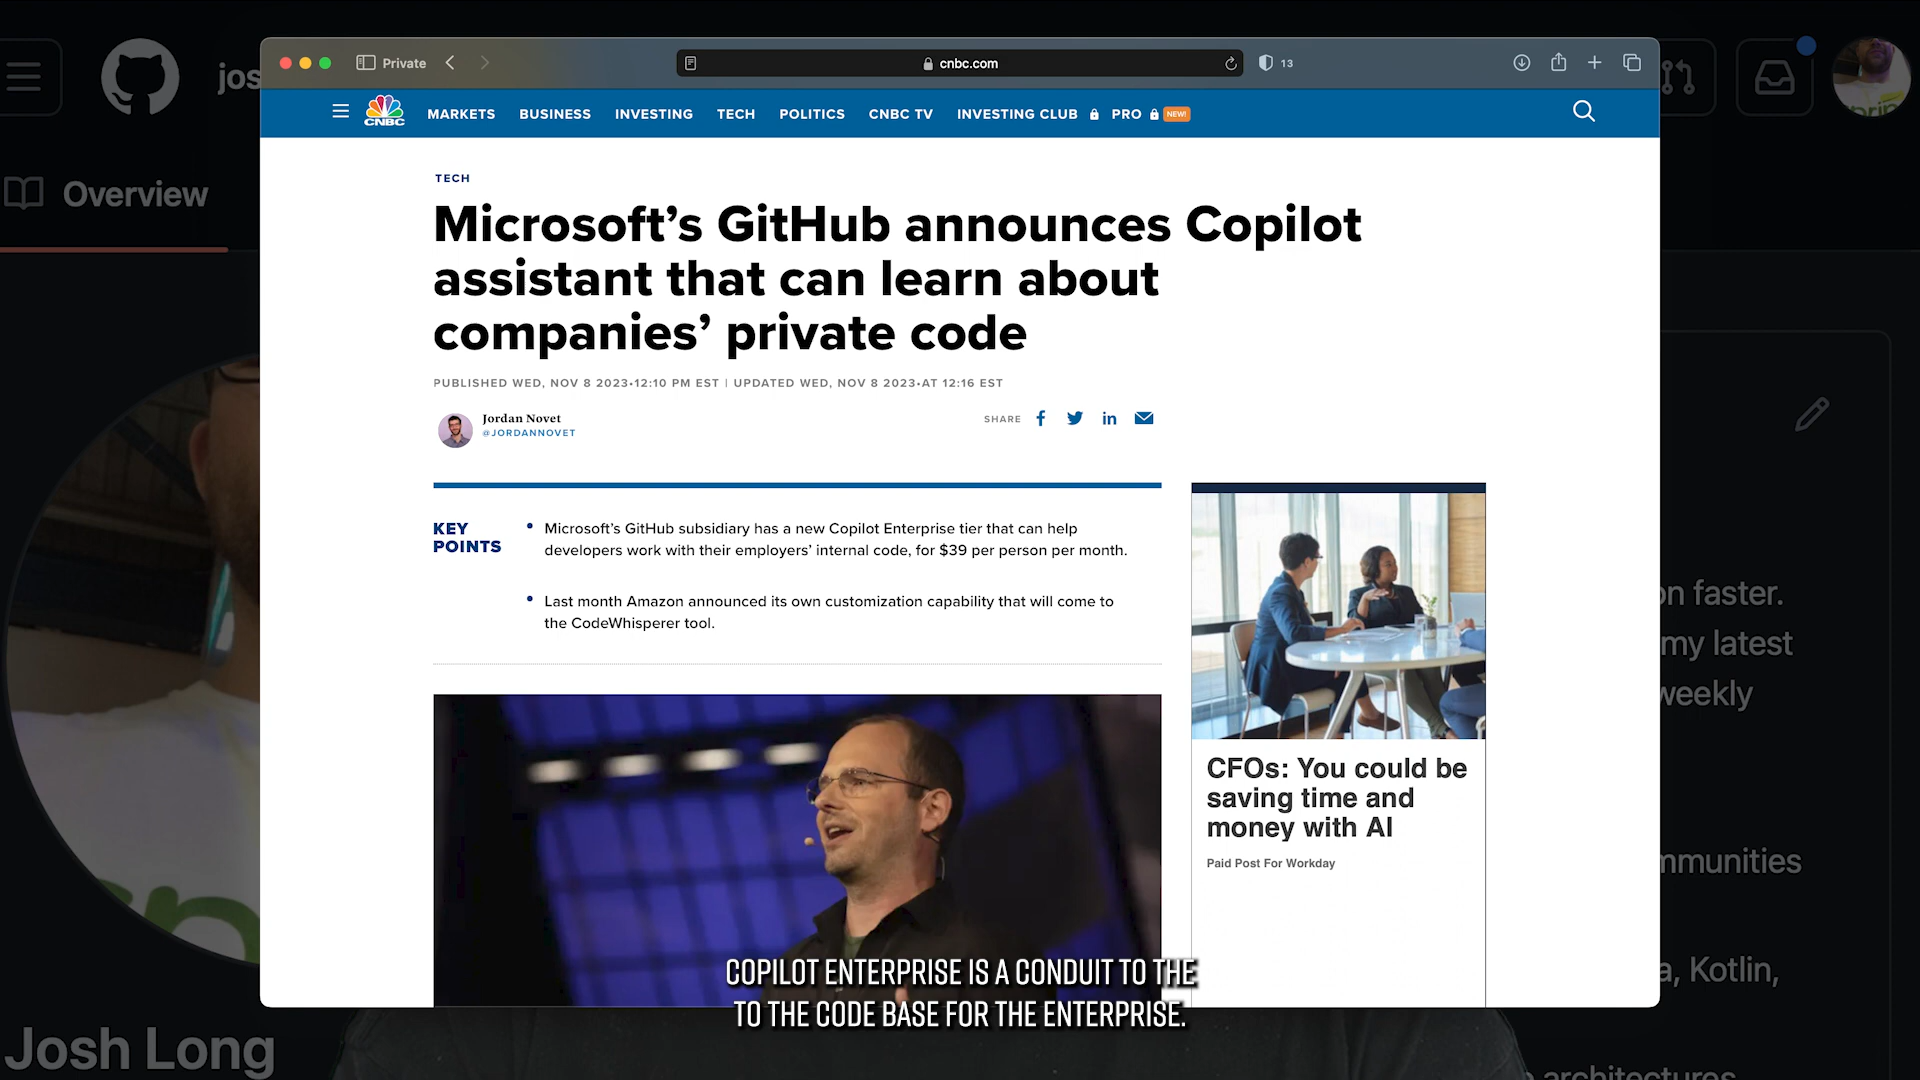 jos
Private
cnbc.com
13
CNBC
MARKETS BUSINESS INVESTING TECH POLITICS CNBC TV INVESTING CLUB PRO NEW!
Overview
TECH
Microsoft’s GitHub announces Copilot
assistant that can learn about
companies’ private code
PUBLISHED WED, NOV 8 2023•12:10 PM EST | UPDATED WED, NOV 8 2023•AT 12:16 EST
Jordan Novet
@JORDANNOVET
SHARE
KEY
POINTS
• Microsoft’s GitHub subsidiary has a new Copilot Enterprise tier that can help
developers work with their employers’ internal code, for $39 per person per month.
• Last month Amazon announced its own customization capability that will come to
the CodeWhisperer tool.
CFOs: You could be
saving time and
money with AI
Paid Post For Workday
on faster.
my latest
weekly
mmunities
a, Kotlin,
architectures
Josh Long
COPILOT ENTERPRISE IS A CONDUIT TO THE
TO THE CODE BASE FOR THE ENTERPRISE.